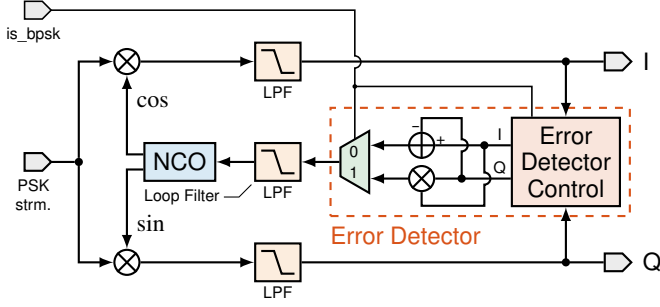 is_bpsk
I
LPF
cos
−
+
I
Error
Detector
Control
0
1
Q
NCO
PSK
strm.
Loop Filter
LPF
sin
Error Detector
Q
LPF